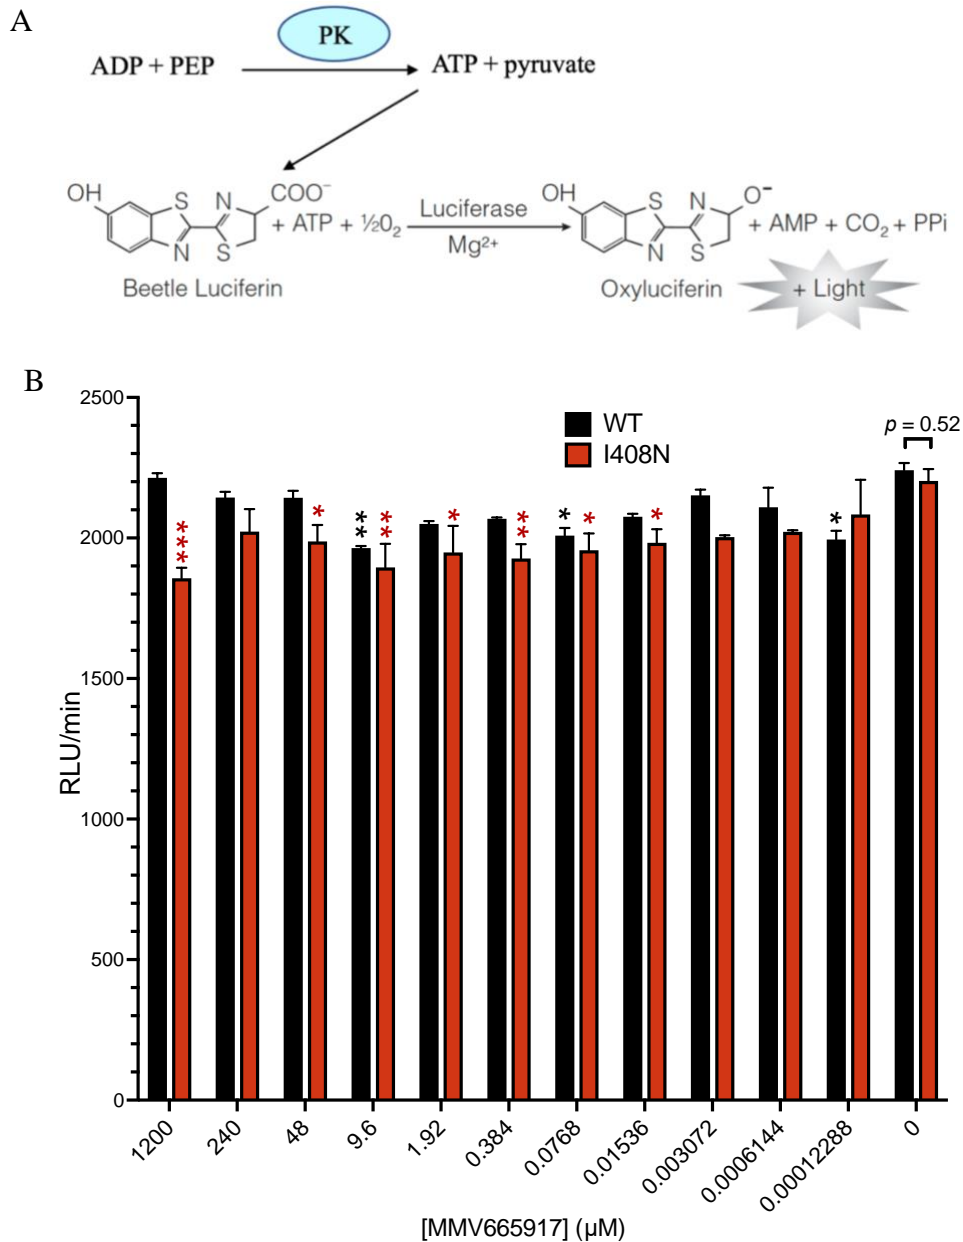 A
PK
ADP + PEP
ATP + pyruvate
OH
S
N
COO⁻
N
S
+ ATP + ½0₂
Luciferase
Mg²⁺
OH
S
N
O⁻
N
S
+ AMP + CO₂ + PPi
Beetle Luciferin
Oxyluciferin
+ Light
B
2500
2000
1500
1000
500
0
RLU/min
WT
I408N
p = 0.52
***
*
**
**
*
**
*
*
*
*
1200
240
48
9.6
1.92
0.384
0.0768
0.01536
0.003072
0.0006144
0.00012288
0
[MMV665917] (µM)